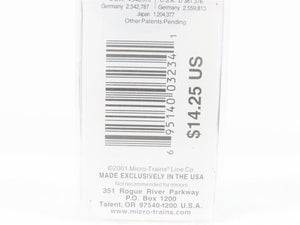 Germany 2,542,787 Germany 2,559,813
Japan 1,204,377
Other Patents Pending
6 95140 03234 1
$14.25 US
©2001 Micro-Trains® Line Co.
MADE EXCLUSIVELY IN THE USA
Not recommended for minors
351 Rogue River Parkway
P.O. Box 1200
Talent, OR 97540-1200 U.S.A.
www.micro-trains.com